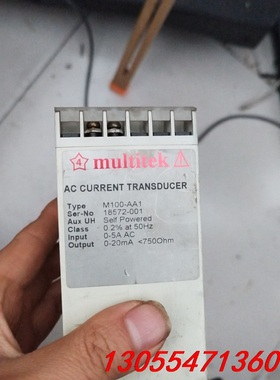 4 multitek
AC CURRENT TRANSDUCER
Type M100-AA1
Ser-No 18572-001
Aux UH Self Powered
Class 0.2% at 50Hz
Input 0-5A AC
Output 0-20mA <750Ohm
13055471360